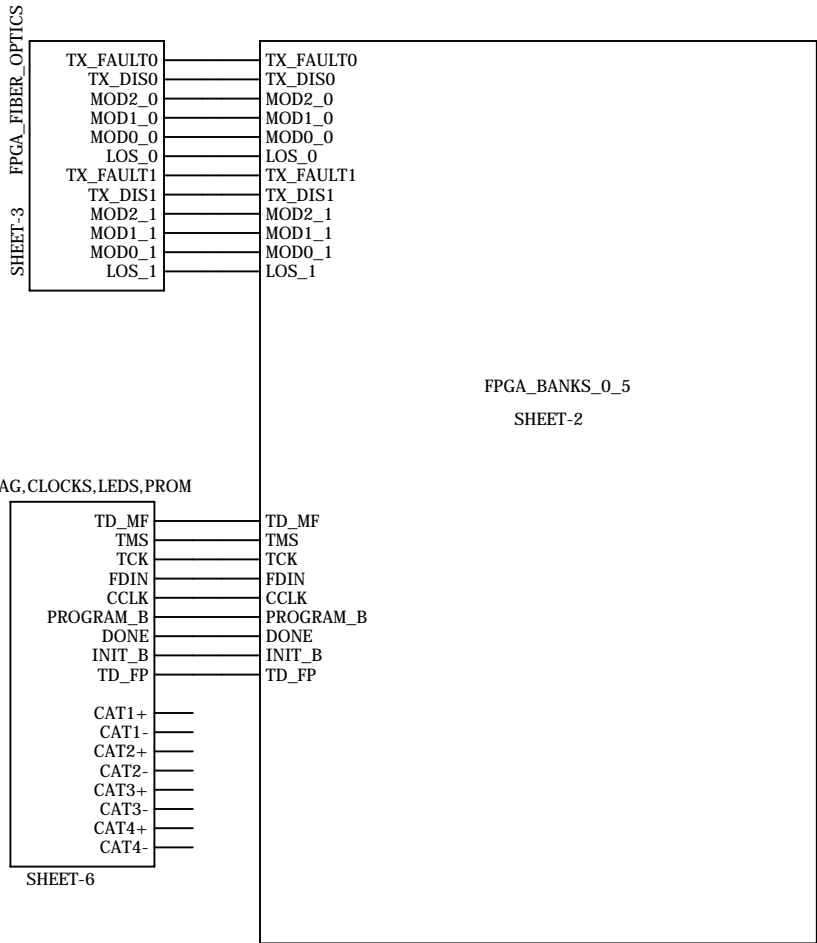 FPGA_FIBER_OPTICS
SHEET-3
TX_FAULT0
TX_DIS0
MOD2_0
MOD1_0
MOD0_0
LOS_0
TX_FAULT1
TX_DIS1
MOD2_1
MOD1_1
MOD0_1
LOS_1
TX_FAULT0
TX_DIS0
MOD2_0
MOD1_0
MOD0_0
LOS_0
TX_FAULT1
TX_DIS1
MOD2_1
MOD1_1
MOD0_1
LOS_1
FPGA_BANKS_0_5
SHEET-2
AG,CLOCKS,LEDS,PROM
TD_MF
TMS
TCK
FDIN
CCLK
PROGRAM_B
DONE
INIT_B
TD_FP
CAT1+
CAT1-
CAT2+
CAT2-
CAT3+
CAT3-
CAT4+
CAT4-
SHEET-6
TD_MF
TMS
TCK
FDIN
CCLK
PROGRAM_B
DONE
INIT_B
TD_FP